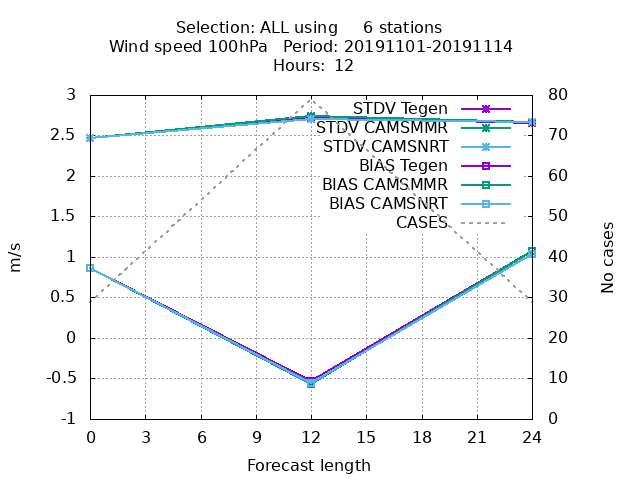 Selection: ALL using     6 stations
Wind speed 100hPa   Period: 20191101-20191114
Hours: 12
3
2.5
2
1.5
1
0.5
0
-0.5
-1
m/s
80
70
60
50
40
30
20
10
0
No cases
STDV Tegen
STDV CAMSMMR
STDV CAMSNRT
BIAS Tegen
BIAS CAMSMMR
BIAS CAMSNRT
CASES
0 3 6 9 12 15 18 21 24
Forecast length